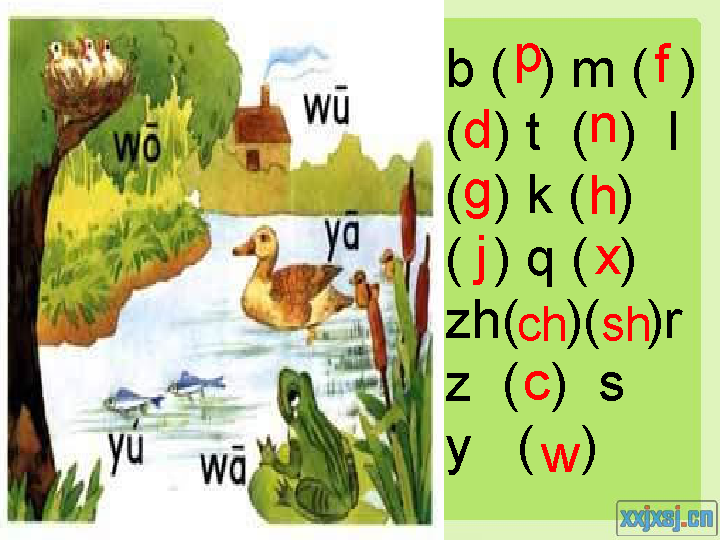 wō
wū
yā
yú
wā
b (p) m (f)
(d) t (n) l
(g) k (h)
(j) q (x)
zh(ch)(sh)r
z (c) s
y (w)
xxjxsj.cn